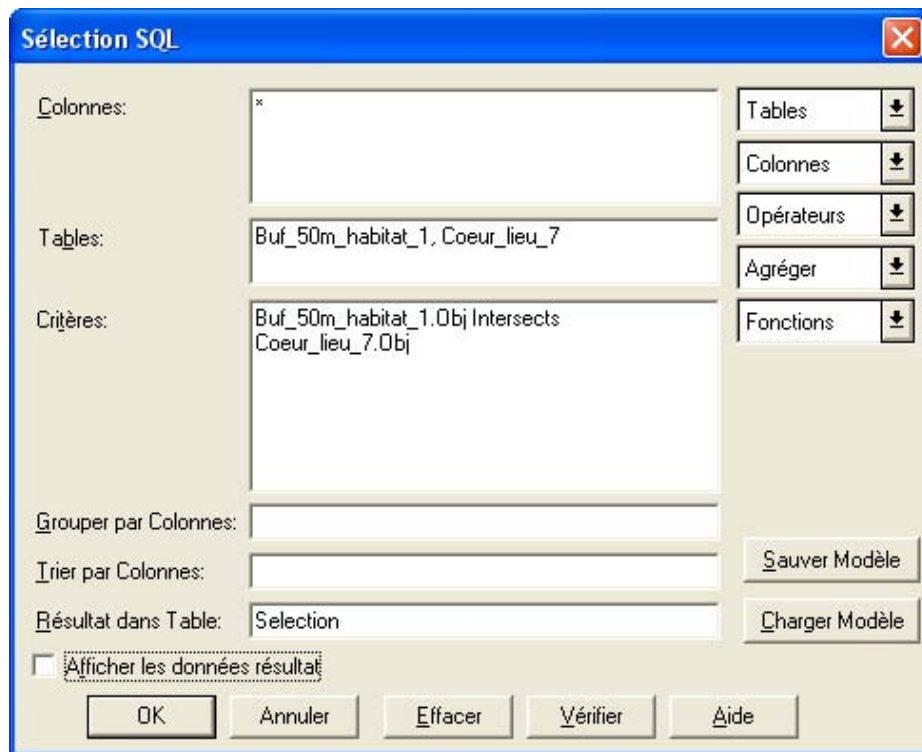 Sélection SQL
Colonnes:
*
Tables
Colonnes
Opérateurs
Tables:
Buf_50m_habitat_1, Coeur_lieu_7
Agréger
Critères:
Buf_50m_habitat_1.Obj Intersects
Coeur_lieu_7.Obj
Fonctions
Grouper par Colonnes:
Trier par Colonnes:
Sauver Modèle
Résultat dans Table:
Selection
Charger Modèle
Afficher les données résultat
OK
Annuler
Effacer
Vérifier
Aide